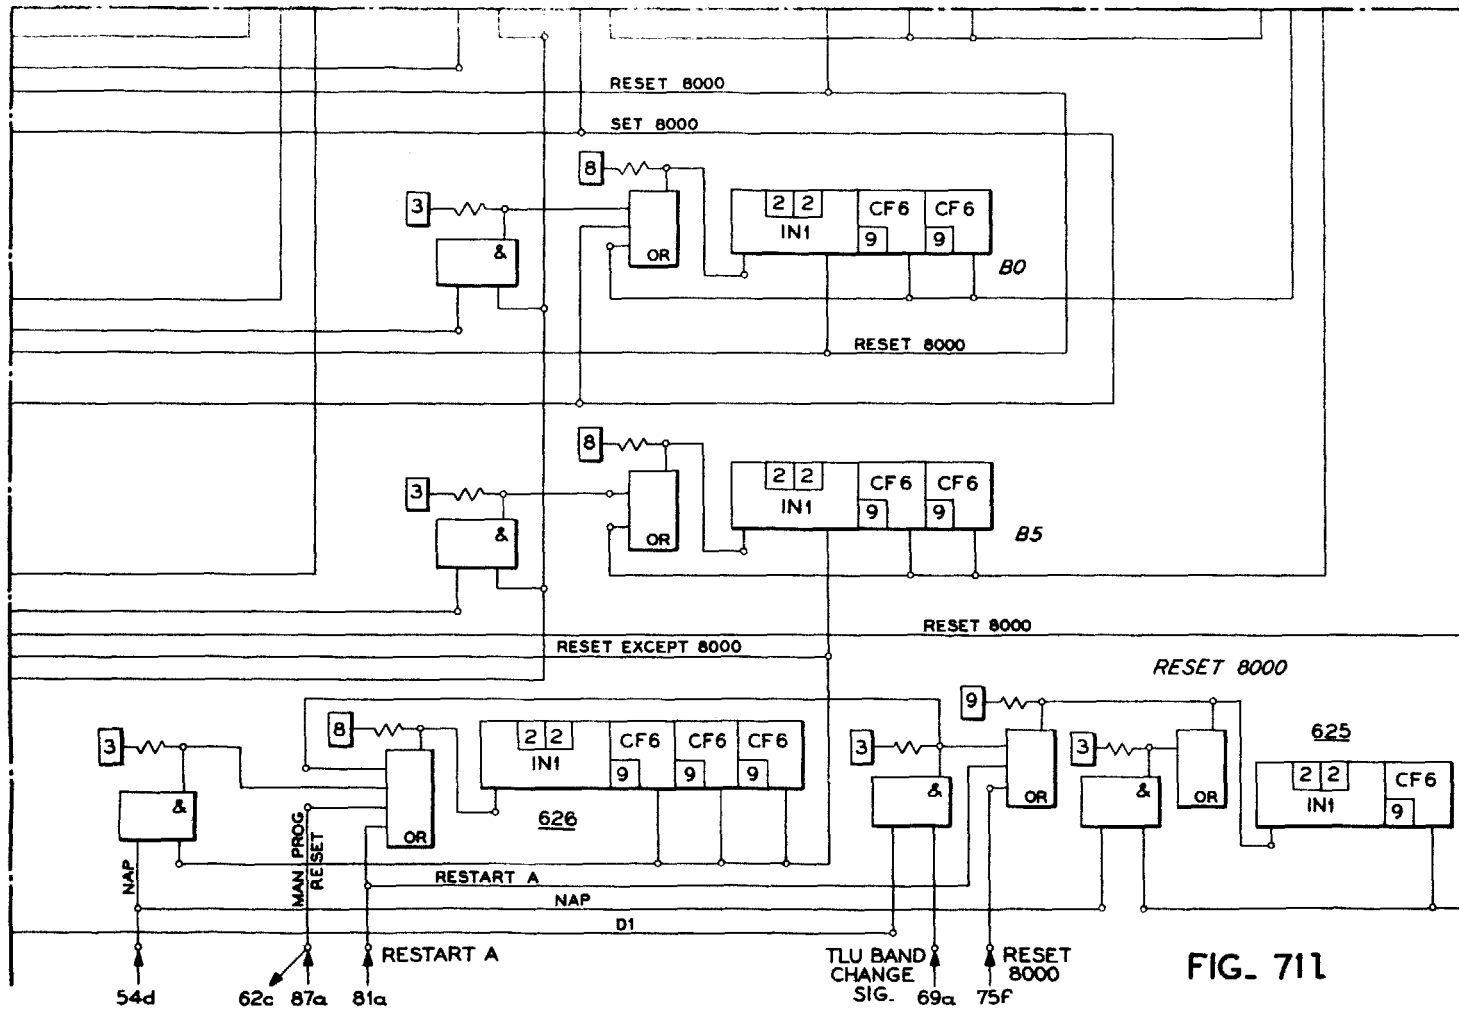 RESET 8000
SET 8000
8
3
&
OR
2 2
IN1
CF6
9
CF6
9
B0
RESET 8000
8
3
&
OR
2 2
IN1
CF6
9
CF6
9
B5
RESET 8000
RESET EXCEPT 8000
RESET 8000
3
&
8
OR
2 2
IN1
CF6
9
CF6
9
CF6
9
626
3
&
9
OR
3
&
OR
625
2 2
IN1
CF6
9
NAP
MAN PROG
RESET
RESTART A
NAP
D1
RESTART A
TLU BAND
CHANGE
SIG.
RESET
8000
54d
62c
87a
81a
69a
75f
FIG_ 71l